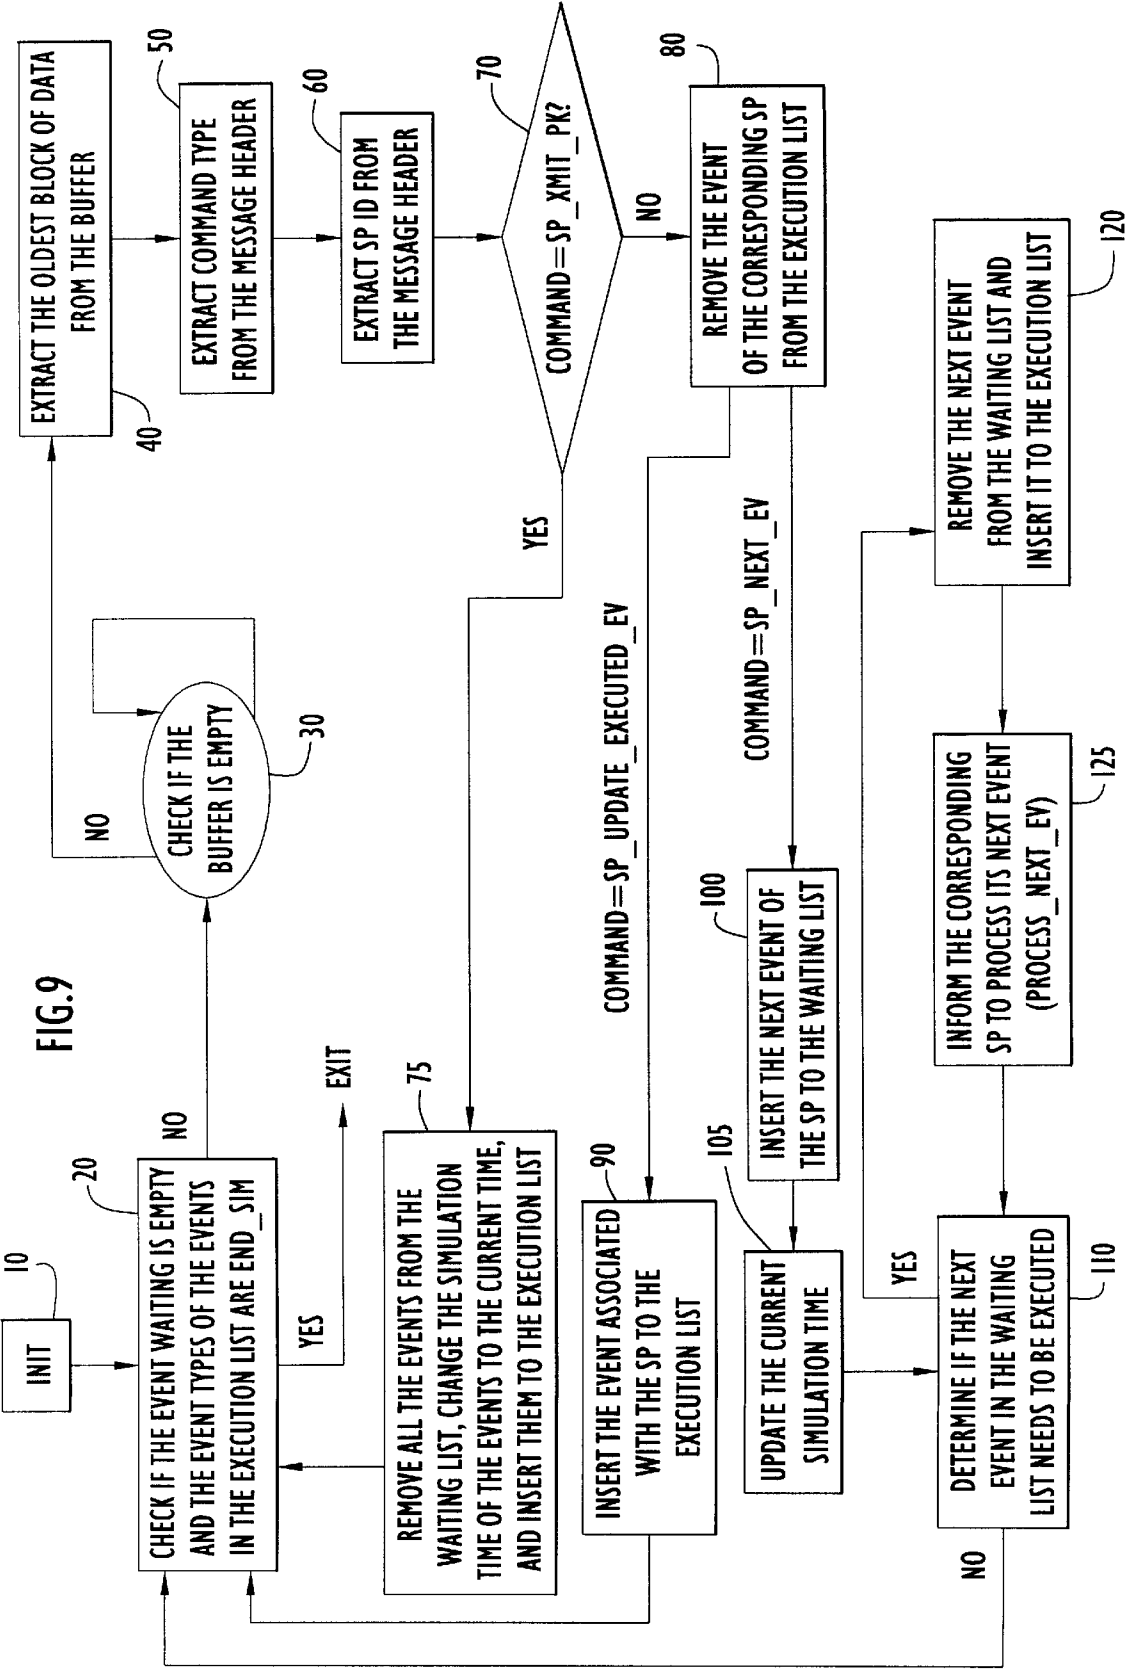 FIG.9
10
INIT
20
CHECK IF THE EVENT WAITING IS EMPTY
AND THE EVENT TYPES OF THE EVENTS
IN THE EXECUTION LIST ARE END_SIM
NO
YES
EXIT
CHECK IF THE
BUFFER IS EMPTY
30
NO
EXTRACT THE OLDEST BLOCK OF DATA
FROM THE BUFFER
40
50
EXTRACT COMMAND TYPE
FROM THE MESSAGE HEADER
60
EXTRACT SP ID FROM
THE MESSAGE HEADER
70
COMMAND=SP_XMIT_PK?
YES
NO
75
REMOVE ALL THE EVENTS FROM THE
WAITING LIST, CHANGE THE SIMULATION
TIME OF THE EVENTS TO THE CURRENT TIME,
AND INSERT THEM TO THE EXECUTION LIST
80
REMOVE THE EVENT
OF THE CORRESPONDING SP
FROM THE EXECUTION LIST
COMMAND=SP_UPDATE_EXECUTED_EV
COMMAND=SP_NEXT_EV
90
INSERT THE EVENT ASSOCIATED
WITH THE SP TO THE
EXECUTION LIST
100
INSERT THE NEXT EVENT OF
THE SP TO THE WAITING LIST
105
UPDATE THE CURRENT
SIMULATION TIME
DETERMINE IF THE NEXT
EVENT IN THE WAITING
LIST NEEDS TO BE EXECUTED
110
YES
NO
REMOVE THE NEXT EVENT
FROM THE WAITING LIST AND
INSERT IT TO THE EXECUTION LIST
120
INFORM THE CORRESPONDING
SP TO PROCESS ITS NEXT EVENT
(PROCESS_NEXT_EV)
125